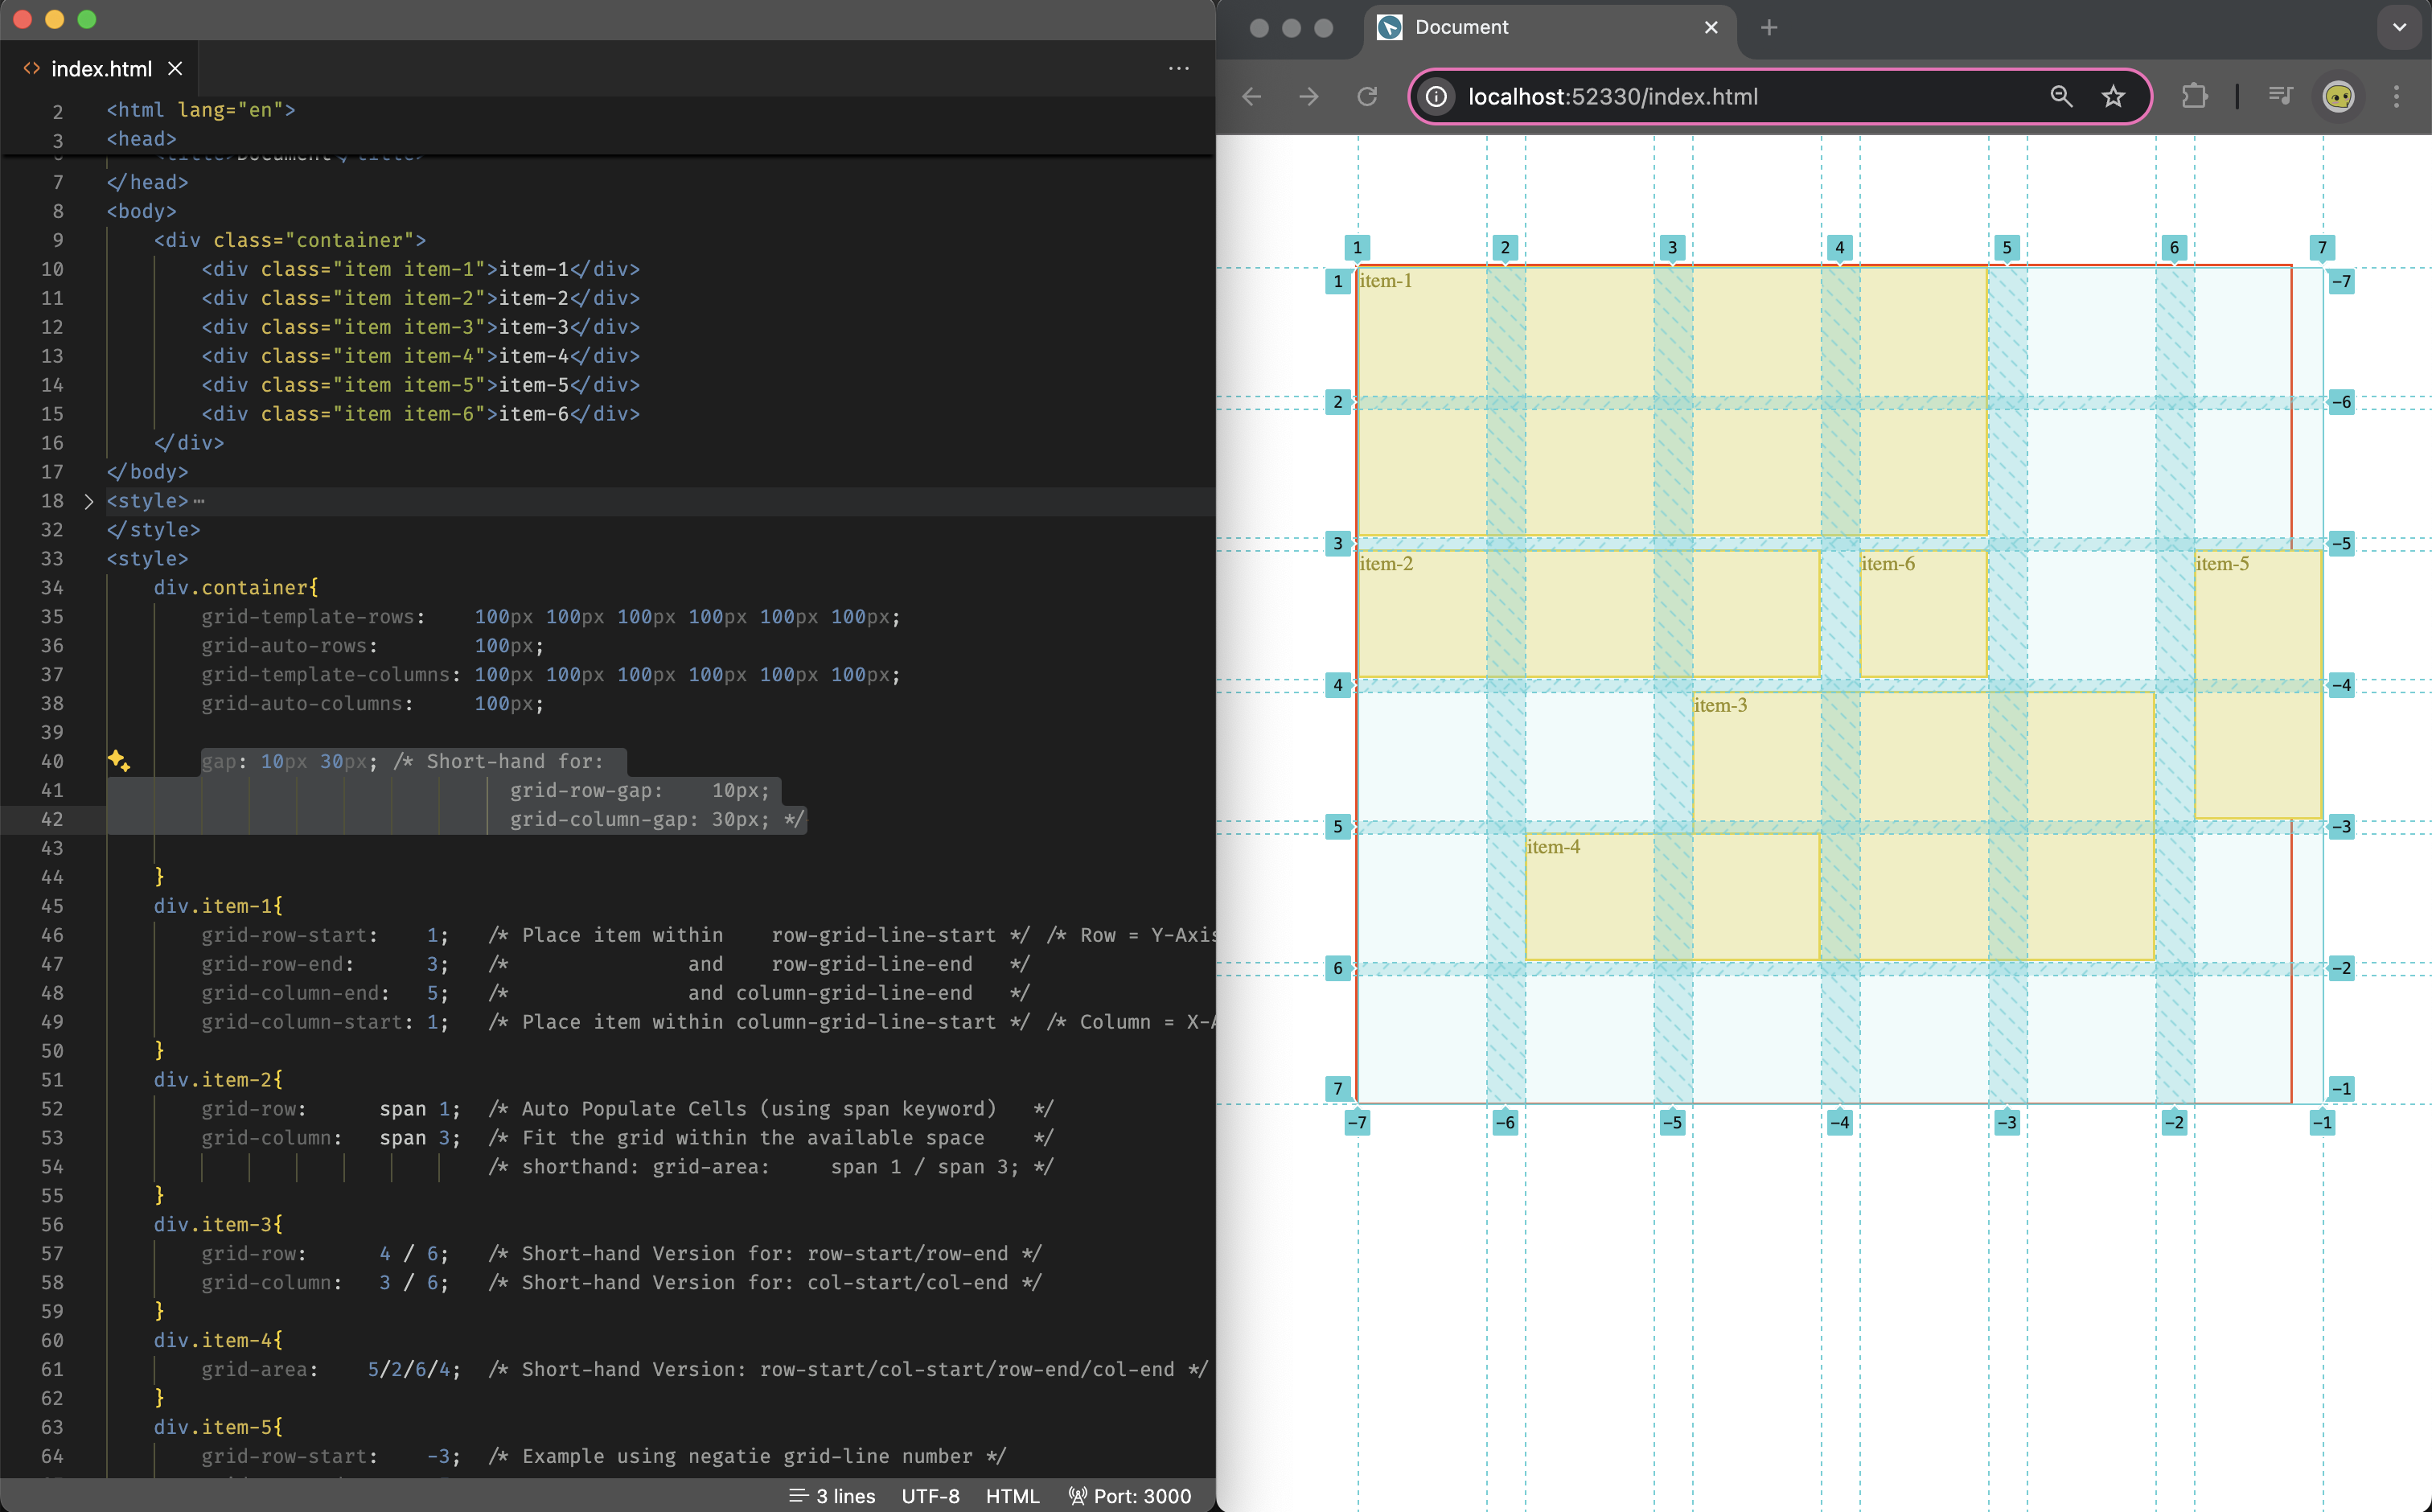 index.html
2 <html lang="en">
3 <head>
7 </head>
8 <body>
9 <div class="container">
10 <div class="item item-1">item-1</div>
11 <div class="item item-2">item-2</div>
12 <div class="item item-3">item-3</div>
13 <div class="item item-4">item-4</div>
14 <div class="item item-5">item-5</div>
15 <div class="item item-6">item-6</div>
16 </div>
17 </body>
18 <style>
32 </style>
33 <style>
34 div.container{
35 grid-template-rows: 100px 100px 100px 100px 100px 100px;
36 grid-auto-rows: 100px;
37 grid-template-columns: 100px 100px 100px 100px 100px 100px;
38 grid-auto-columns: 100px;
39
40 gap: 10px 30px; /* Short-hand for:
41 grid-row-gap: 10px;
42 grid-column-gap: 30px; */
43
44 }
45 div.item-1{
46 grid-row-start: 1; /* Place item within row-grid-line-start */ /* Row = Y-Axis
47 grid-row-end: 3; /* and row-grid-line-end */
48 grid-column-end: 5; /* and column-grid-line-end */
49 grid-column-start: 1; /* Place item within column-grid-line-start */ /* Column =
50 }
51 div.item-2{
52 grid-row: span 1; /* Auto Populate Cells (using span keyword) */
53 grid-column: span 3; /* Fit the grid within the available space */
54 /* shorthand: grid-area: span 1 / span 3; */
55 }
56 div.item-3{
57 grid-row: 4 / 6; /* Short-hand Version for: row-start/row-end */
58 grid-column: 3 / 6; /* Short-hand Version for: col-start/col-end */
59 }
60 div.item-4{
61 grid-area: 5/2/6/4; /* Short-hand Version: row-start/col-start/row-end/col-end */
62 }
63 div.item-5{
64 grid-row-start: -3; /* Example using negatie grid-line number */
3 lines UTF-8 HTML Port: 3000
Document
localhost:52330/index.html
1 2 3 4 5 6 7
1 item-1 -7
2 -6
3 -5
item-2 item-6 item-5
4 -4
item-3
5 -3
item-4
6 -2
7 -1
-7 -6 -5 -4 -3 -2 -1